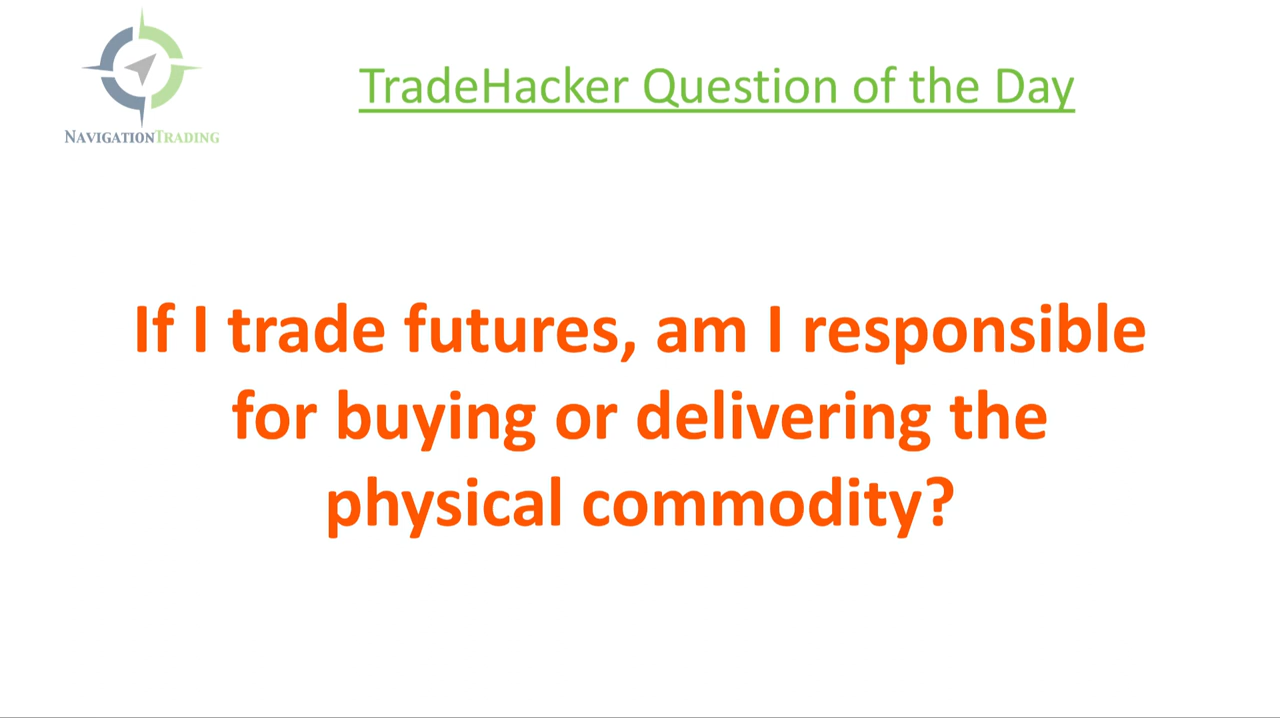 NAVIGATIONTRADING
TradeHacker Question of the Day
If I trade futures, am I responsible
for buying or delivering the
physical commodity?